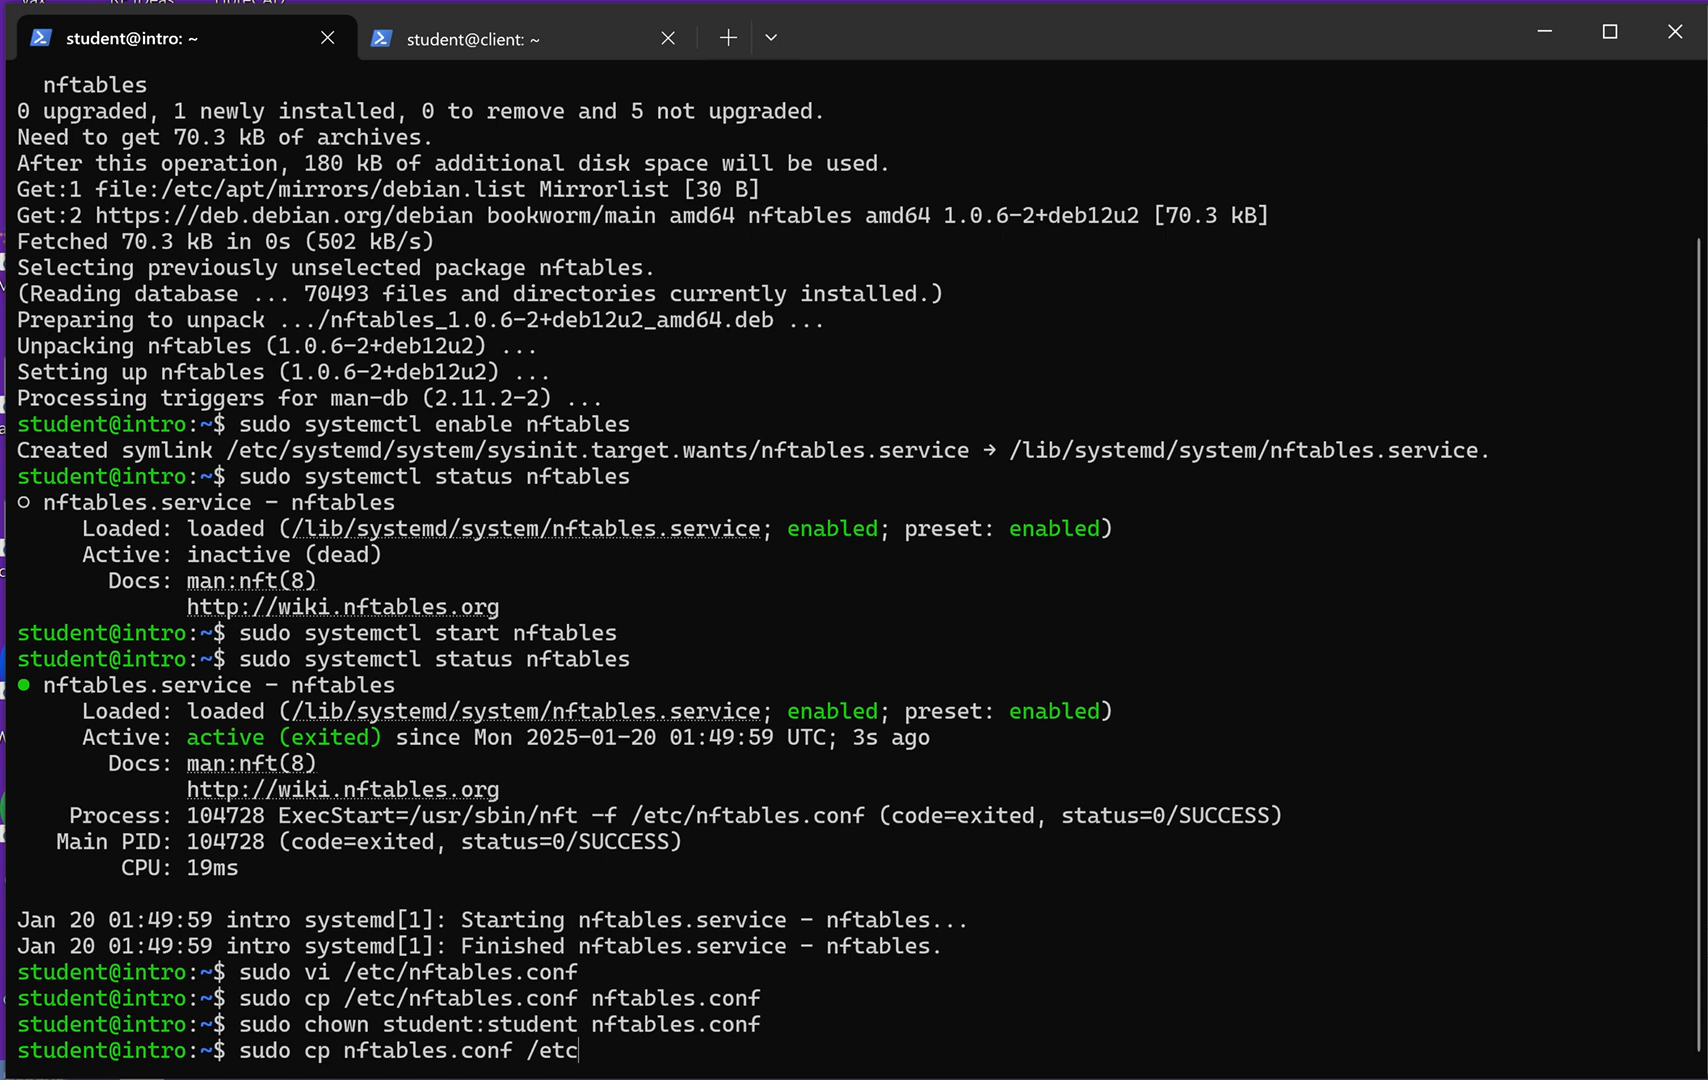 student@intro: ~
student@client: ~
nftables
0 upgraded, 1 newly installed, 0 to remove and 5 not upgraded.
Need to get 70.3 kB of archives.
After this operation, 180 kB of additional disk space will be used.
Get:1 file:/etc/apt/mirrors/debian.list Mirrorlist [30 B]
Get:2 https://deb.debian.org/debian bookworm/main amd64 nftables amd64 1.0.6-2+deb12u2 [70.3 kB]
Fetched 70.3 kB in 0s (502 kB/s)
Selecting previously unselected package nftables.
(Reading database ... 70493 files and directories currently installed.)
Preparing to unpack .../nftables_1.0.6-2+deb12u2_amd64.deb ...
Unpacking nftables (1.0.6-2+deb12u2) ...
Setting up nftables (1.0.6-2+deb12u2) ...
Processing triggers for man-db (2.11.2-2) ...
student@intro:~$ sudo systemctl enable nftables
Created symlink /etc/systemd/system/sysinit.target.wants/nftables.service → /lib/systemd/system/nftables.service.
student@intro:~$ sudo systemctl status nftables
○ nftables.service - nftables
Loaded: loaded (/lib/systemd/system/nftables.service; enabled; preset: enabled)
Active: inactive (dead)
Docs: man:nft(8)
http://wiki.nftables.org
student@intro:~$ sudo systemctl start nftables
student@intro:~$ sudo systemctl status nftables
● nftables.service - nftables
Loaded: loaded (/lib/systemd/system/nftables.service; enabled; preset: enabled)
Active: active (exited) since Mon 2025-01-20 01:49:59 UTC; 3s ago
Docs: man:nft(8)
http://wiki.nftables.org
Process: 104728 ExecStart=/usr/sbin/nft -f /etc/nftables.conf (code=exited, status=0/SUCCESS)
Main PID: 104728 (code=exited, status=0/SUCCESS)
CPU: 19ms
Jan 20 01:49:59 intro systemd[1]: Starting nftables.service - nftables...
Jan 20 01:49:59 intro systemd[1]: Finished nftables.service - nftables.
student@intro:~$ sudo vi /etc/nftables.conf
student@intro:~$ sudo cp /etc/nftables.conf nftables.conf
student@intro:~$ sudo chown student:student nftables.conf
student@intro:~$ sudo cp nftables.conf /etc